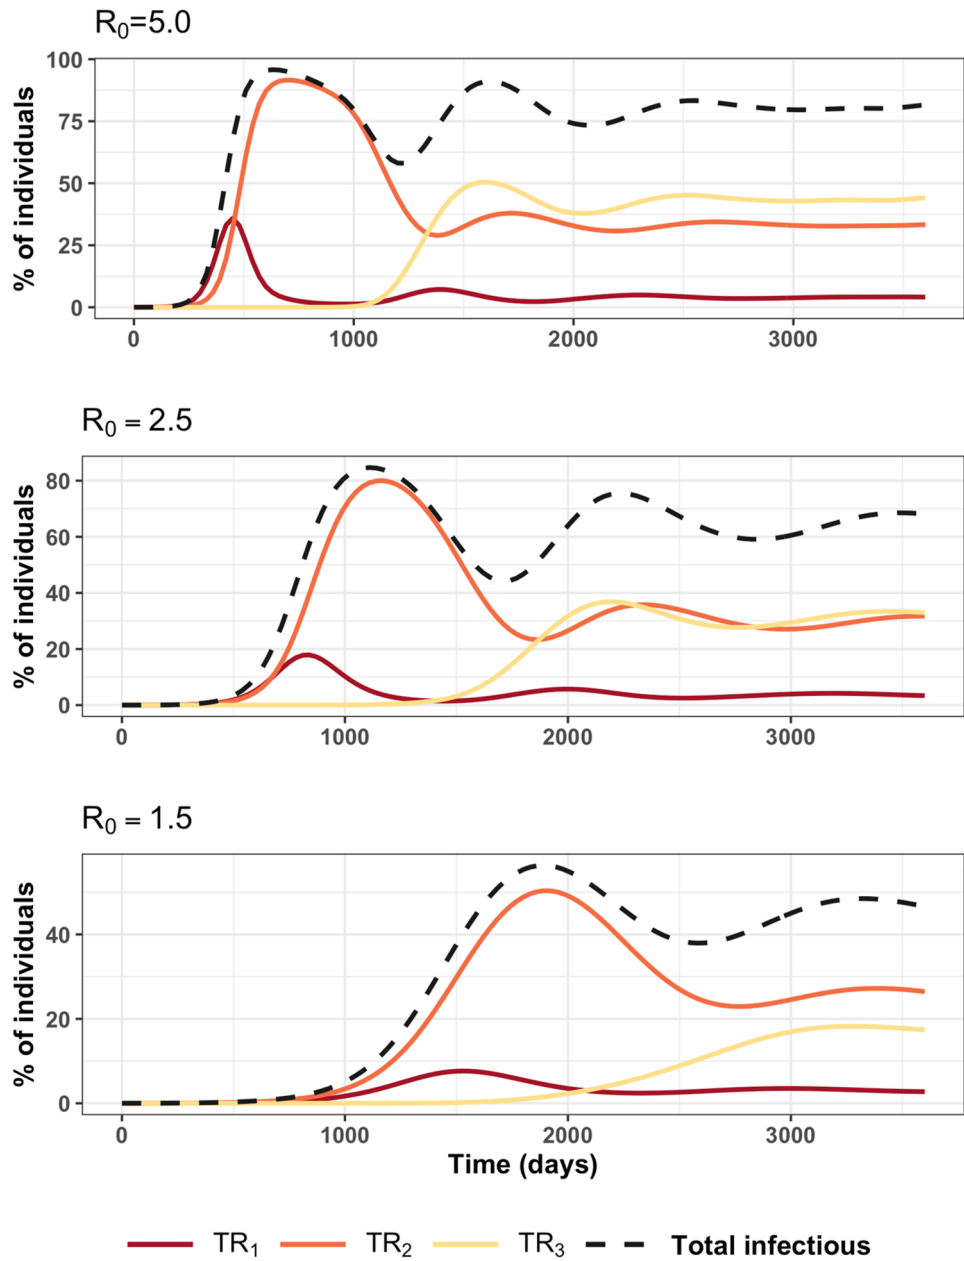 R₀=5.0
% of individuals
100
75
50
25
0
0 1000 2000 3000
R₀ = 2.5
% of individuals
80
60
40
20
0
0 1000 2000 3000
R₀ = 1.5
% of individuals
40
20
0
0 1000 2000 3000
Time (days)
TR₁ TR₂ TR₃ Total infectious